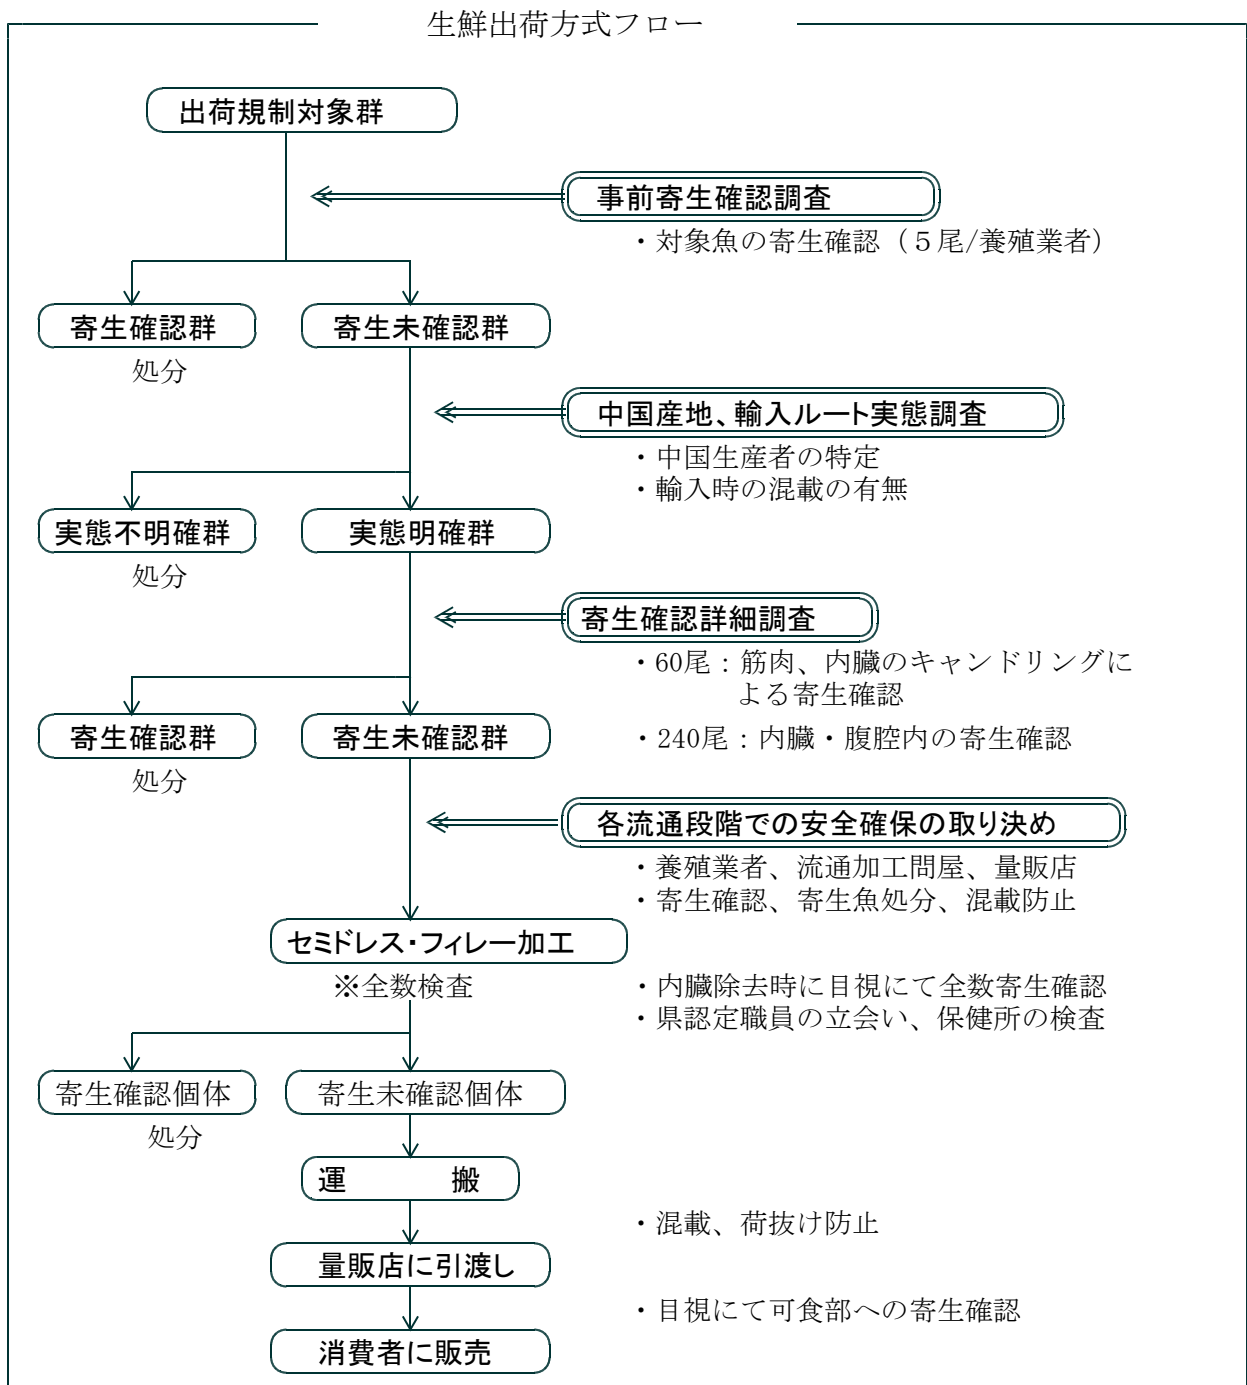 生鮮出荷方式フロー
出荷規制対象群
事前寄生確認調査
・対象魚の寄生確認（５尾/養殖業者）
寄生確認群
寄生未確認群
処分
中国産地、輸入ルート実態調査
・中国生産者の特定
・輸入時の混載の有無
実態不明確群
実態明確群
処分
寄生確認詳細調査
・60尾：筋肉、内臓のキャンドリングに
よる寄生確認
寄生確認群
寄生未確認群
・240尾：内臓・腹腔内の寄生確認
処分
各流通段階での安全確保の取り決め
・養殖業者、流通加工問屋、量販店
・寄生確認、寄生魚処分、混載防止
セミドレス・フィレー加工
※全数検査
・内臓除去時に目視にて全数寄生確認
・県認定職員の立会い、保健所の検査
寄生確認個体
寄生未確認個体
処分
運　　　搬
・混載、荷抜け防止
量販店に引渡し
・目視にて可食部への寄生確認
消費者に販売